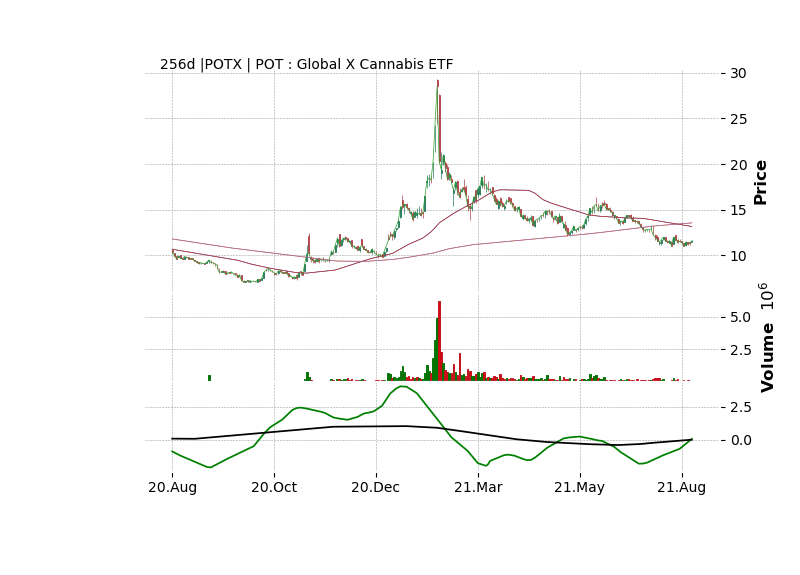 256d |POTX | POT : Global X Cannabis ETF
30
25
20
15
10
Price
5.0
2.5
Volume 10^6
2.5
0.0
20.Aug 20.Oct 20.Dec 21.Mar 21.May 21.Aug